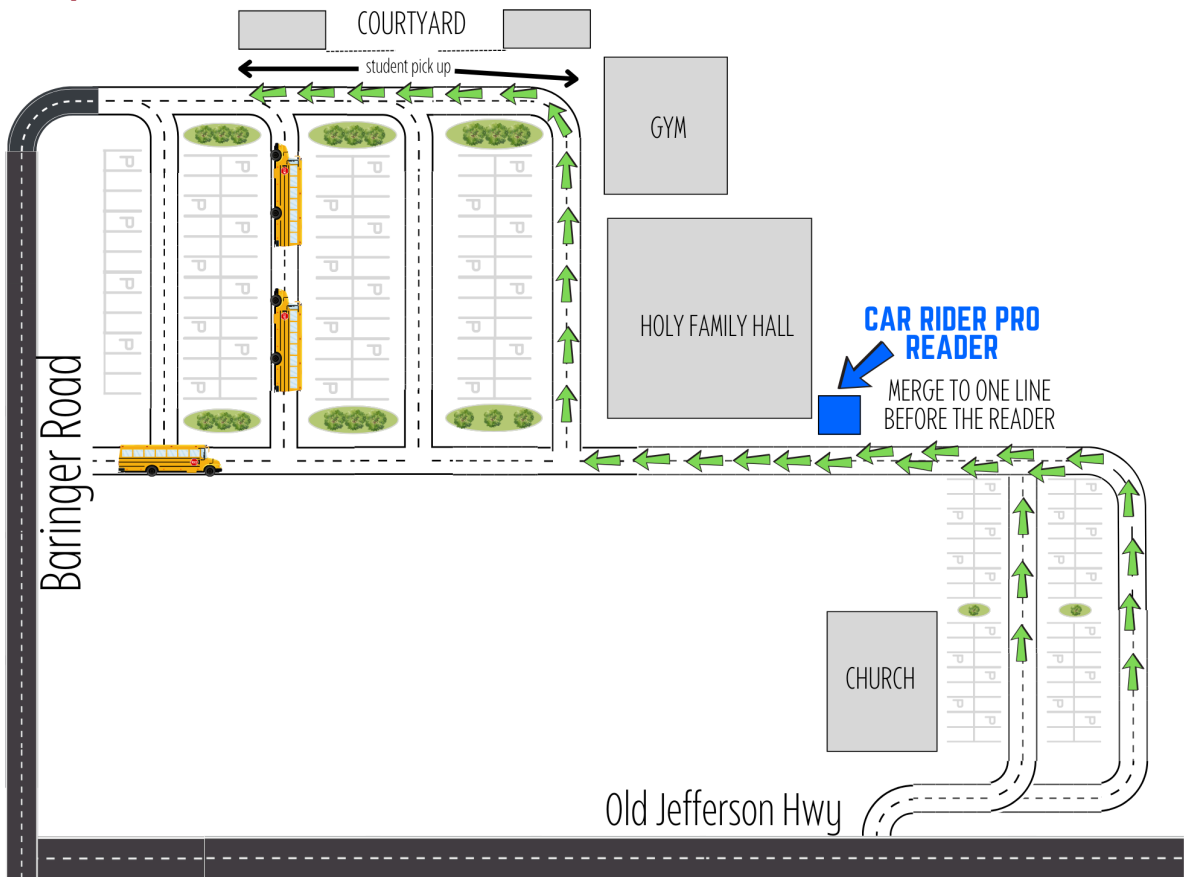 COURTYARD
student pick up
GYM
HOLY FAMILY HALL
CAR RIDER PRO
READER
MERGE TO ONE LINE
BEFORE THE READER
Baringer Road
CHURCH
Old Jefferson Hwy